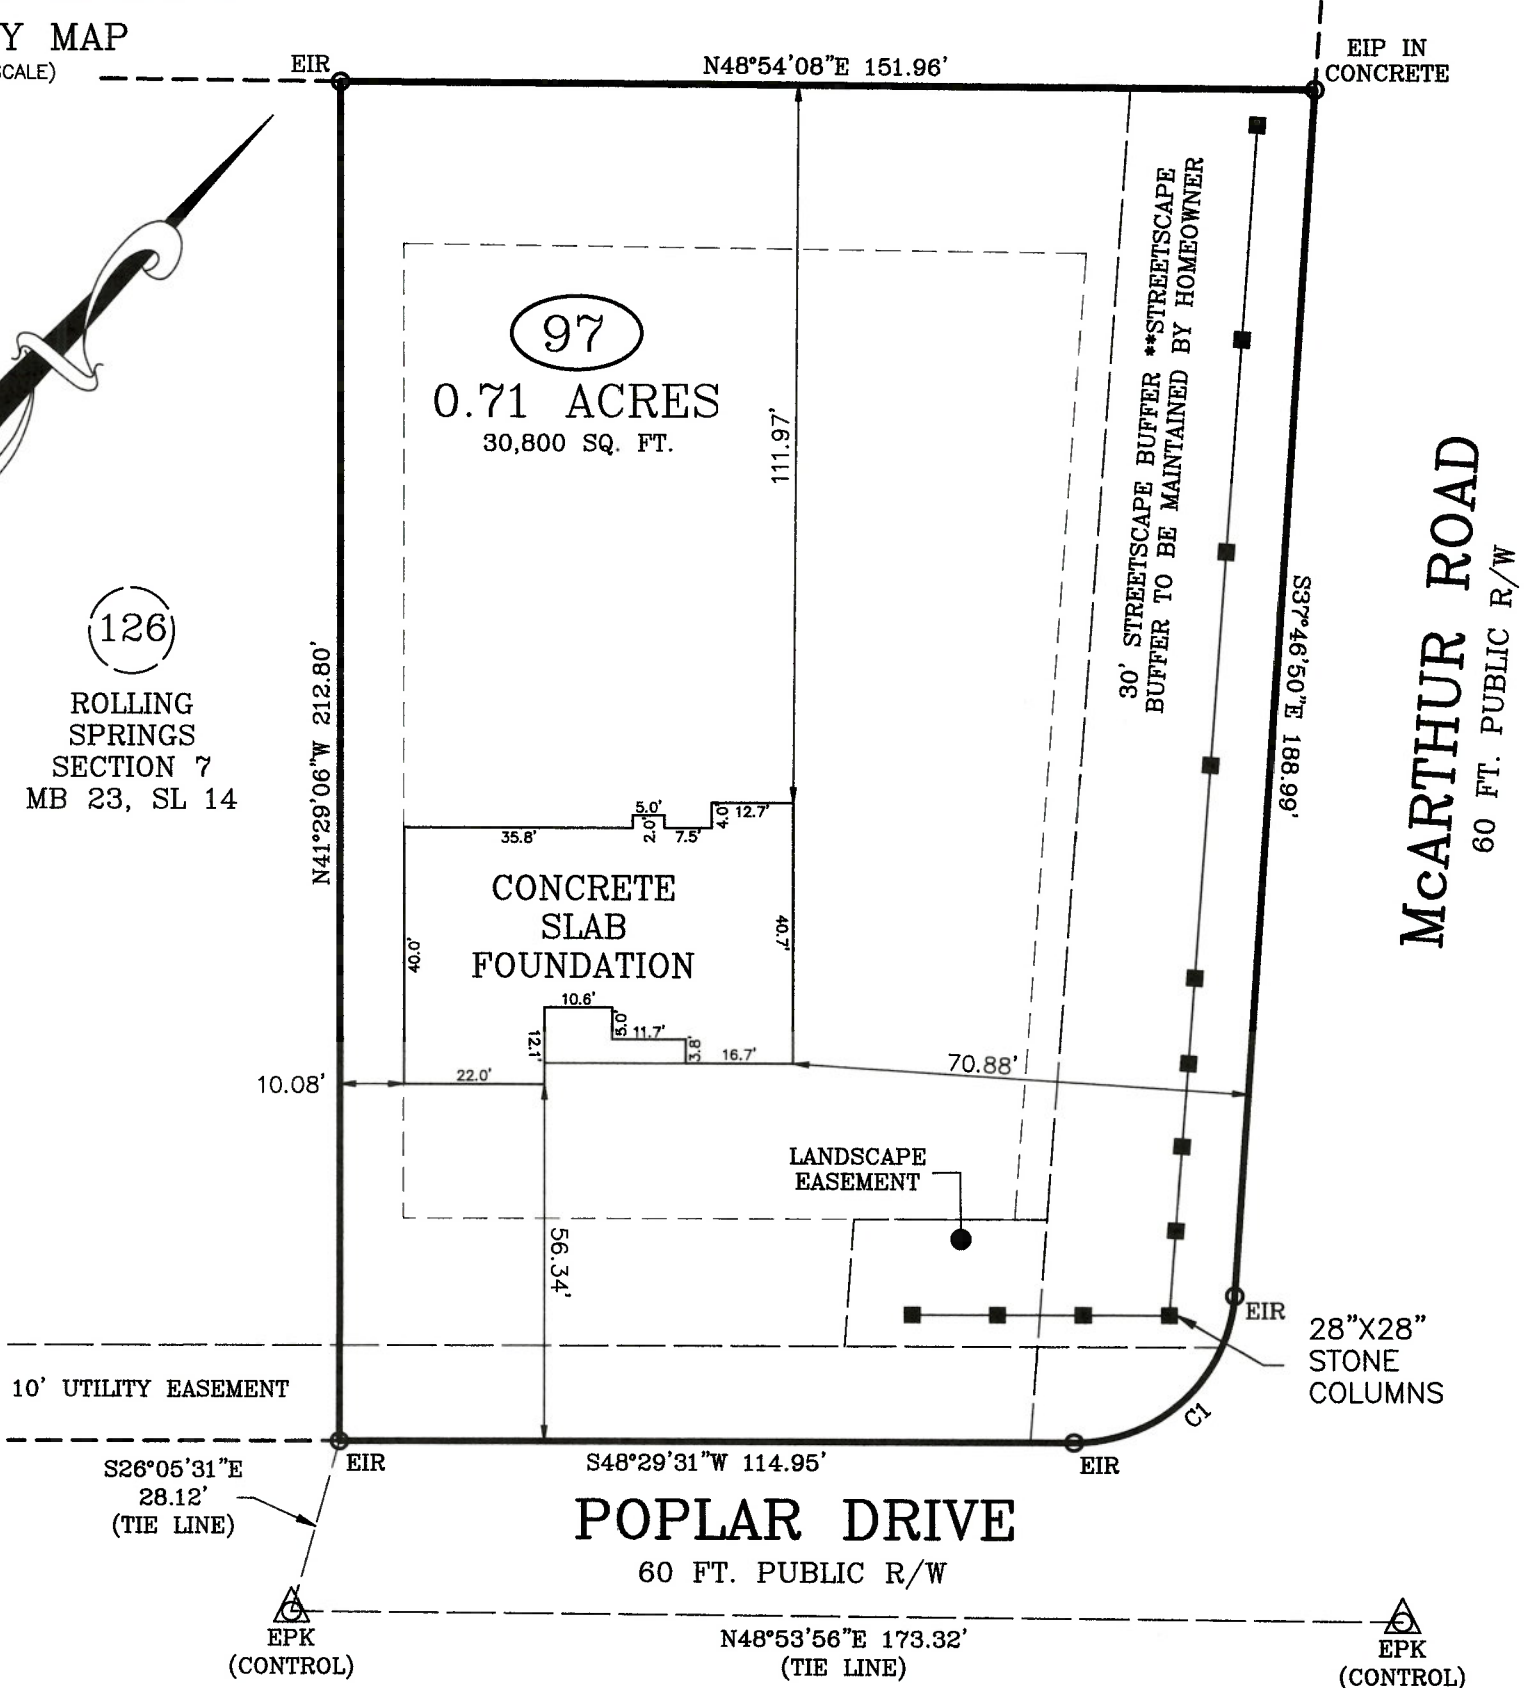 Y MAP
SCALE)
EIR
N48°54'08"E 151.96'
EIP IN
CONCRETE
97
0.71 ACRES
30,800 SQ. FT.
111.97'
30' STREETSCAPE BUFFER **STREETSCAPE
BUFFER TO BE MAINTAINED BY HOMEOWNER
S37°46'50"E 188.99'
McARTHUR ROAD
60 FT. PUBLIC R/W
126
ROLLING
SPRINGS
SECTION 7
MB 23, SL 14
N41°29'06"W 212.80'
35.8'
5.0'
2.0'
7.5'
4.0'
12.7'
CONCRETE
SLAB
FOUNDATION
40.0'
40.7'
10.6'
5.0'
11.7'
3.8'
12.1'
16.7'
22.0'
10.08'
70.88'
LANDSCAPE
EASEMENT
56.34'
EIR
28"X28"
STONE
COLUMNS
C1
10' UTILITY EASEMENT
EIR
S48°29'31"W 114.95'
EIR
S26°05'31"E
28.12'
(TIE LINE)
POPLAR DRIVE
60 FT. PUBLIC R/W
EPK
(CONTROL)
N48°53'56"E 173.32'
(TIE LINE)
EPK
(CONTROL)